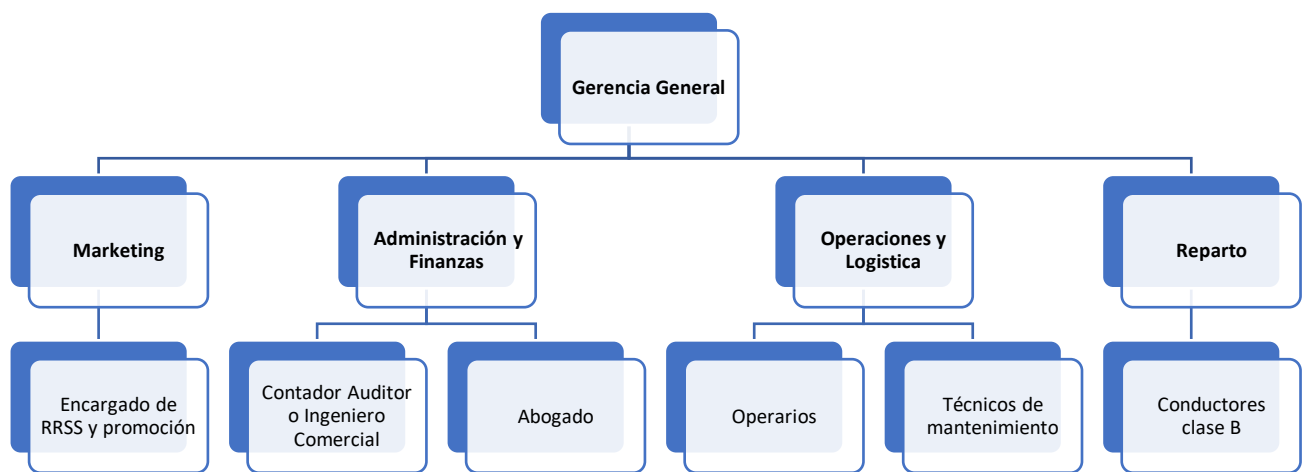 Gerencia General
Marketing
Administración y
Finanzas
Operaciones y
Logistica
Reparto
Encargado de
RRSS y promoción
Contador Auditor
o Ingeniero
Comercial
Abogado
Operarios
Técnicos de
mantenimiento
Conductores
clase B